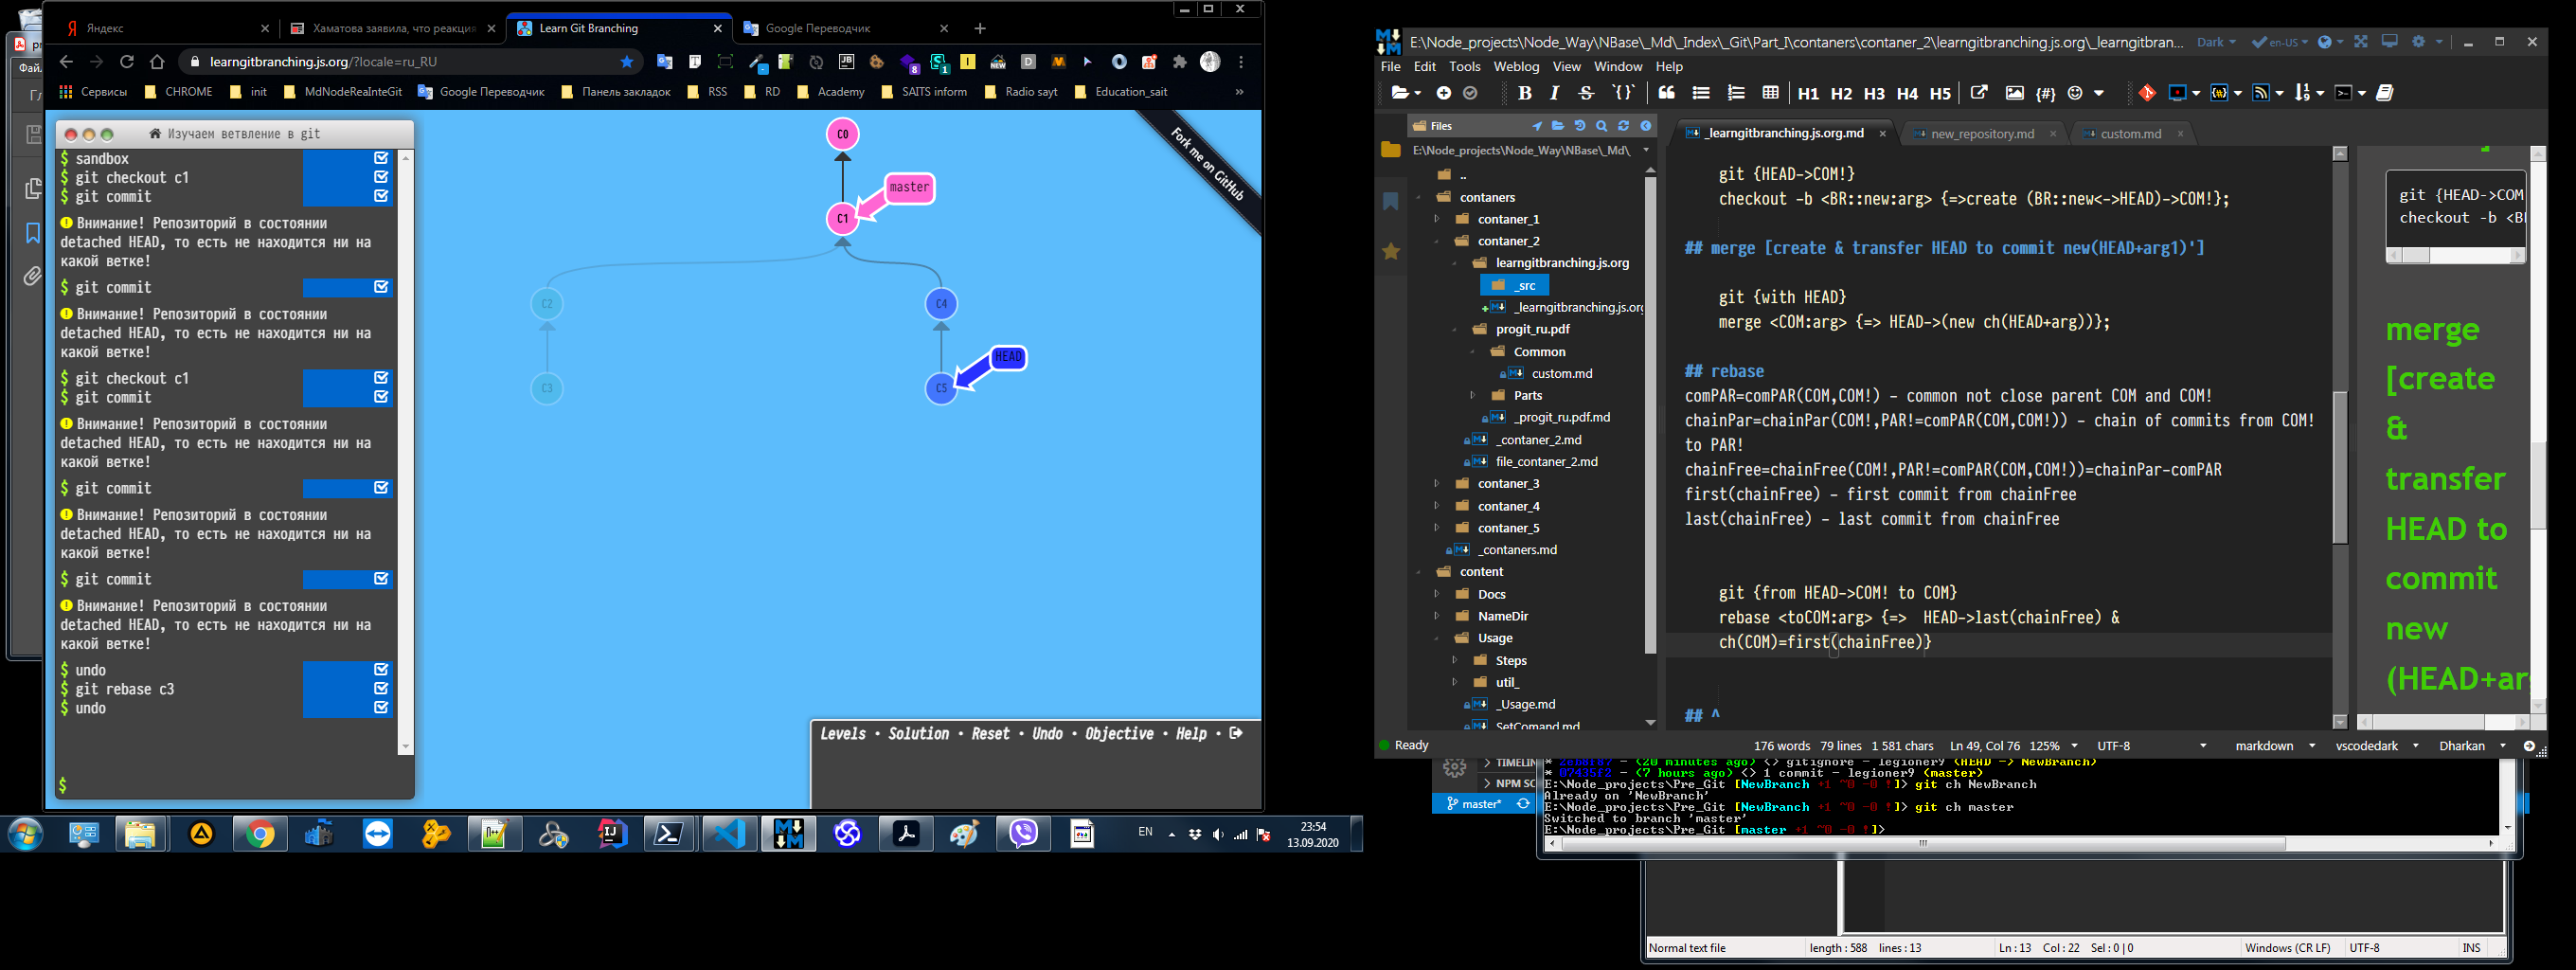 Яндекс
Хаматова заявила, что реакция
Learn Git Branching
Google Переводчик
learngitbranching.js.org/?locale=ru_RU
Сервисы
CHROME
init
MdNodeReaInteGit
Google Переводчик
Панель закладок
RSS
RD
Academy
SAITS inform
Radio sayt
Education_sait
»
Файл
Изучаем ветвление в git
$ sandbox
$ git checkout c1
$ git commit
Внимание! Репозиторий в состоянии
detached HEAD, то есть не находится ни на
какой ветке!
$ git commit
Внимание! Репозиторий в состоянии
detached HEAD, то есть не находится ни на
какой ветке!
$ git checkout c1
$ git commit
Внимание! Репозиторий в состоянии
detached HEAD, то есть не находится ни на
какой ветке!
$ git commit
Внимание! Репозиторий в состоянии
detached HEAD, то есть не находится ни на
какой ветке!
$ git commit
Внимание! Репозиторий в состоянии
detached HEAD, то есть не находится ни на
какой ветке!
$ undo
$ git rebase c3
$ undo
$
C0
master
C1
C2
C4
HEAD
C3
C5
Fork me on GitHub
Levels • Solution • Reset • Undo • Objective • Help •
EN
23:54
13.09.2020
E:\Node_projects\Node_Way\NBase\_Md\_Index\_Git\Part_I\contaners\contaner_2\learngitbranching.js.org\_learngitbran...
Dark
en-US
File
Edit
Tools
Weblog
View
Window
Help
B
I
S
H1
H2
H3
H4
H5
{#}
Files
E:\Node_projects\Node_Way\NBase\_Md\
..
contaners
contaner_1
contaner_2
learngitbranching.js.org
_src
_learngitbranching.js.org
progit_ru.pdf
Common
custom.md
Parts
_progit_ru.pdf.md
_contaner_2.md
file_contaner_2.md
contaner_3
contaner_4
contaner_5
_contaners.md
content
Docs
NameDir
Usage
Steps
util_
_Usage.md
SetComand.md
_learngitbranching.js.org.md
new_repository.md
custom.md
git {HEAD->COM!}
checkout -b <BR::new:arg> {=>create (BR::new<->HEAD)->COM!};
## merge [create & transfer HEAD to commit new(HEAD+arg1)']
git {with HEAD}
merge <COM:arg> {=> HEAD->(new ch(HEAD+arg))};
## rebase
comPAR=comPAR(COM,COM!) - common not close parent COM and COM!
chainPar=chainPar(COM!,PAR!=comPAR(COM,COM!)) - chain of commits from COM!
to PAR!
chainFree=chainFree(COM!,PAR!=comPAR(COM,COM!))=chainPar-comPAR
first(chainFree) - first commit from chainFree
last(chainFree) - last commit from chainFree
git {from HEAD->COM! to COM}
rebase <toCOM:arg> {=>  HEAD->last(chainFree) &
ch(COM)=first(chainFree)}
## ^
git {HEAD->COM
checkout -b <B
merge
[create
&
transfer
HEAD to
commit
new
(HEAD+ar
Ready
176 words
79 lines
1 581 chars
Ln 49, Col 76
125%
UTF-8
markdown
vscodedark
Dharkan
TIMELIN
NPM SC
master*
(20 minutes ago) <> gitignore - legioner9 (HEAD -> NewBranch)
* 07435f2 - (7 hours ago) <> 1 commit - legioner9 (master)
E:\Node_projects\Pre_Git [NewBranch +1 ~0 -0 !]> git ch NewBranch
Already on 'NewBranch'
E:\Node_projects\Pre_Git [NewBranch +1 ~0 -0 !]> git ch master
Switched to branch 'master'
E:\Node_projects\Pre_Git [master +1 ~0 -0 !]>
Normal text file
length : 588
lines : 13
Ln : 13
Col : 22
Sel : 0 | 0
Windows (CR LF)
UTF-8
INS